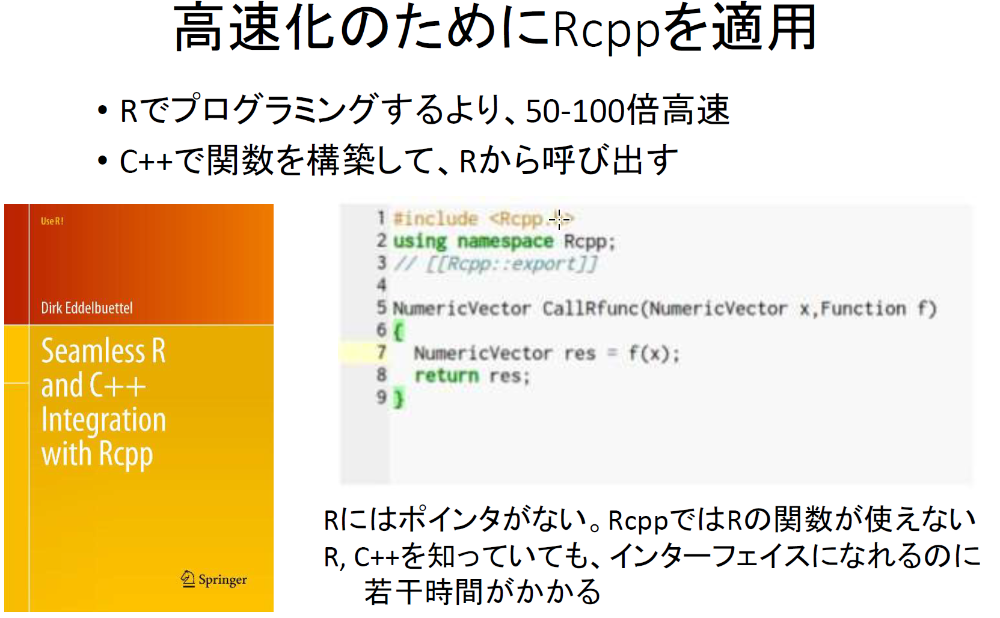 高速化のためにRcppを適用
• Rでプログラミングするより、50-100倍高速
• C++で関数を構築して、Rから呼び出す
Use R!
Dirk Eddelbuettel
Seamless R
and C++
Integration
with Rcpp
Springer
1 #include <Rcpp.h>
2 using namespace Rcpp;
3 // [[Rcpp::export]]
4
5 NumericVector CallRfunc(NumericVector x,Function f)
6 {
7 NumericVector res = f(x);
8 return res;
9 }
Rにはポインタがない。RcppではRの関数が使えない
R, C++を知っていても、インターフェイスになれるのに
若干時間がかかる